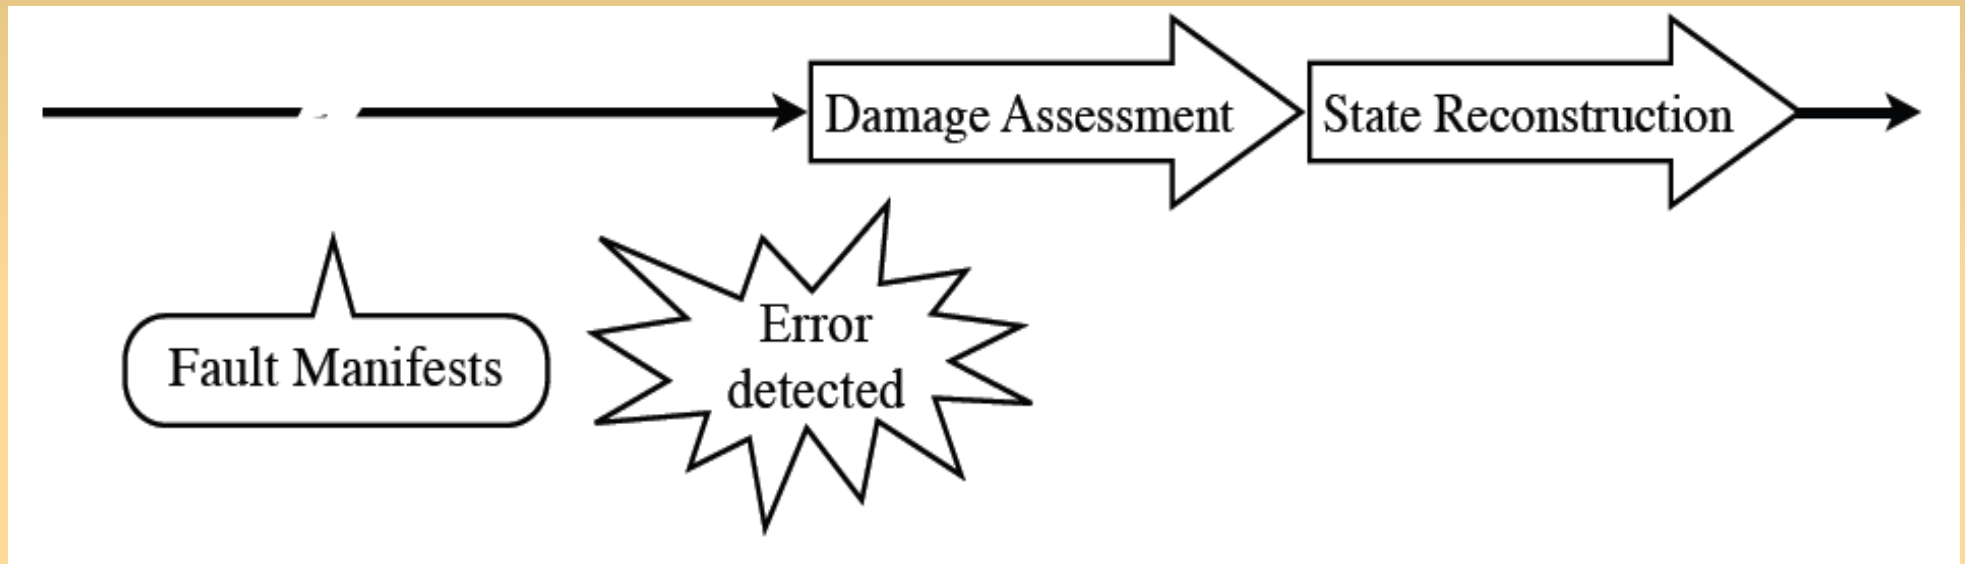 Damage Assessment
State Reconstruction
Fault Manifests
Error
detected